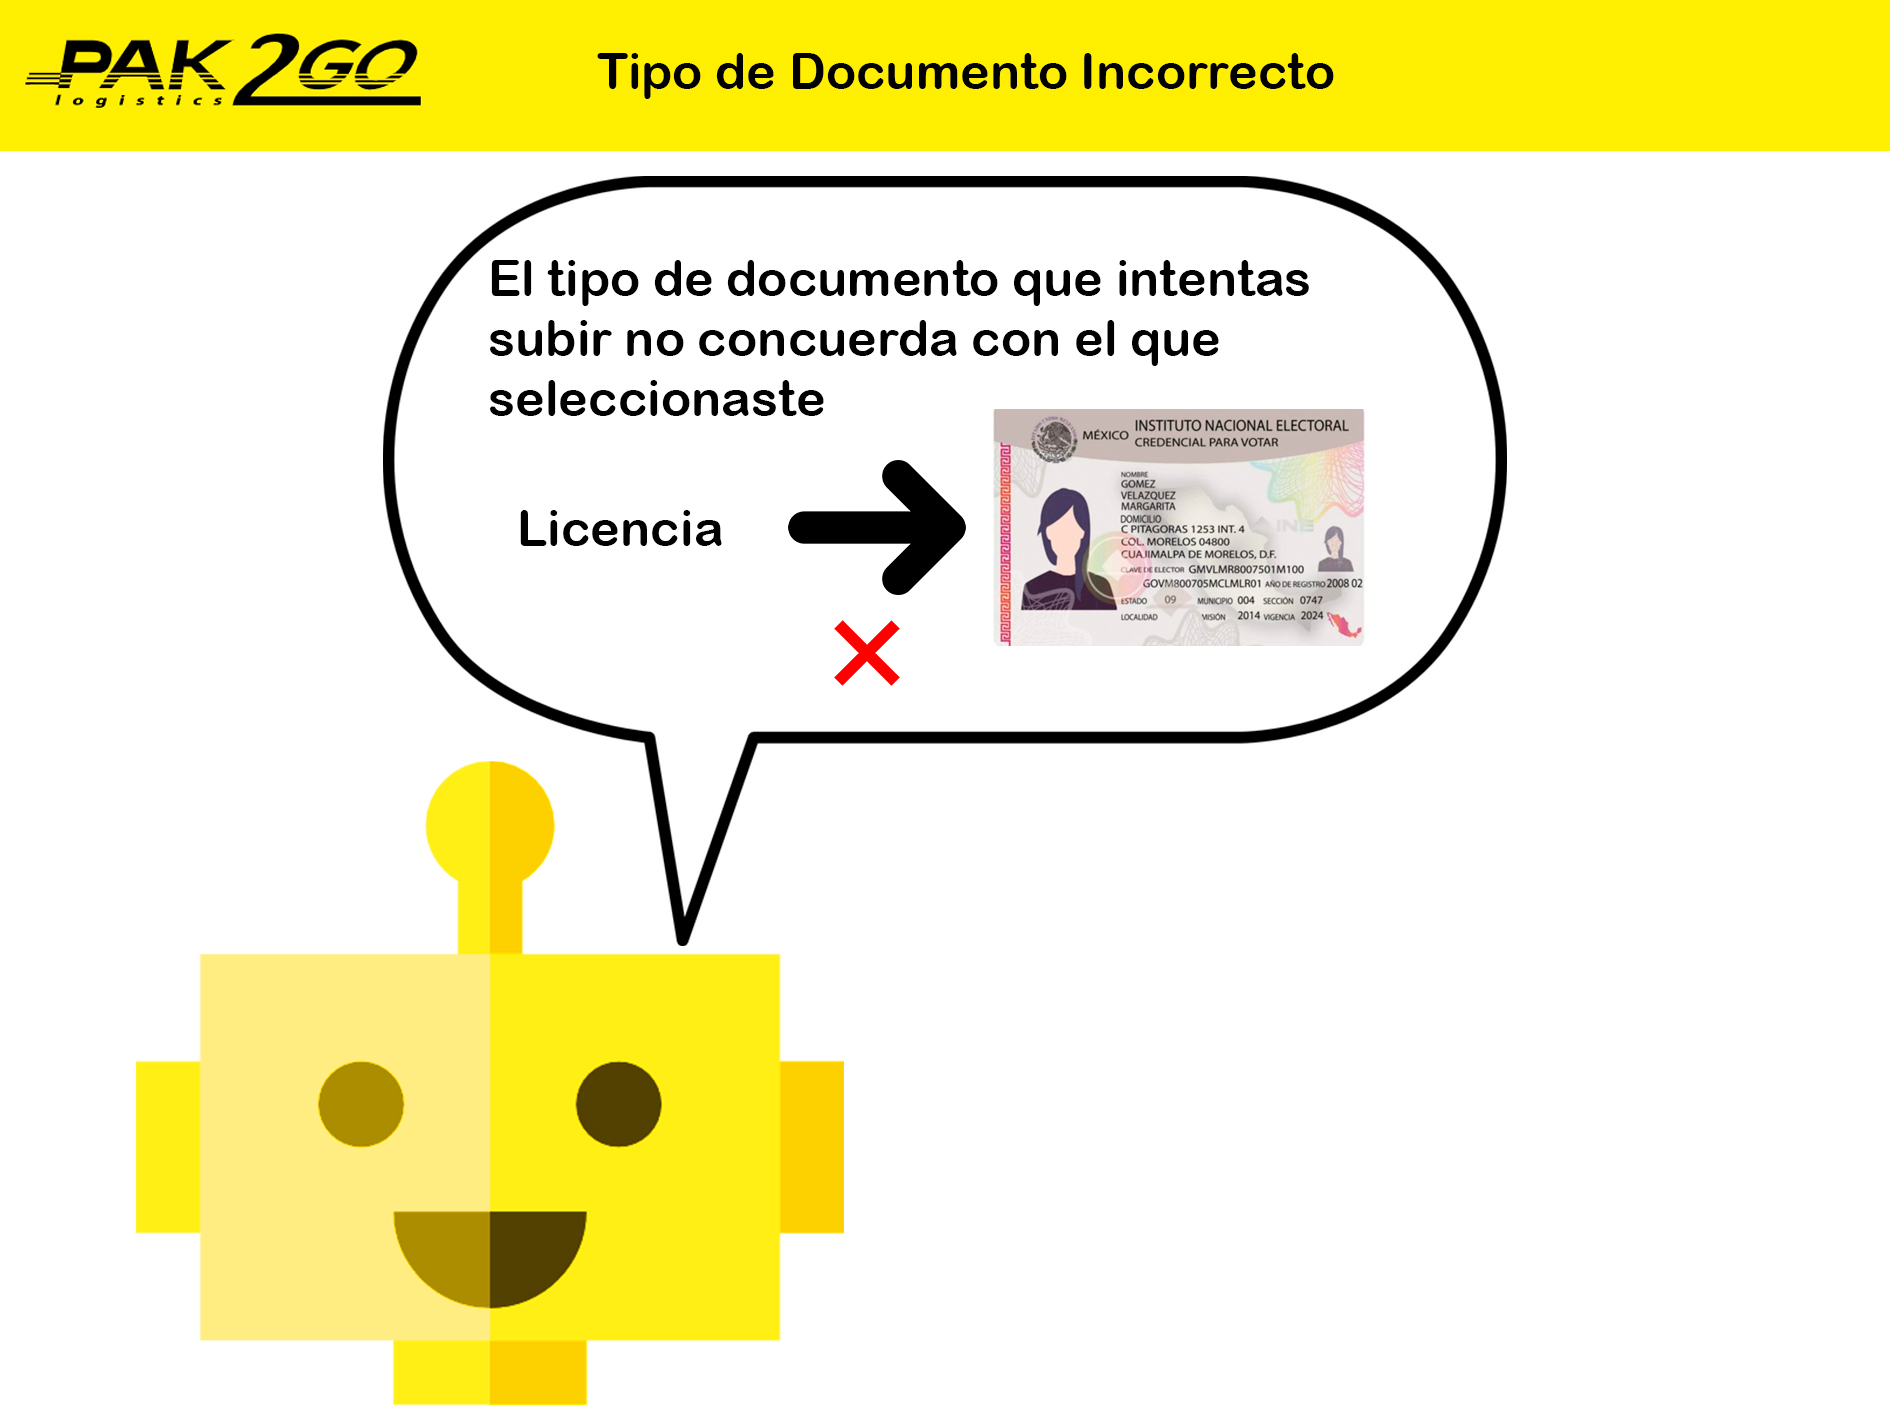 PAK2GO
logistics
Tipo de Documento Incorrecto
El tipo de documento que intentas
subir no concuerda con el que
seleccionaste
Licencia
MÉXICO INSTITUTO NACIONAL ELECTORAL
CREDENCIAL PARA VOTAR
NOMBRE
GOMEZ
VELAZQUEZ
MARGARITA
DOMICILIO
C PITAGORAS 1253 INT. 4
COL. MORELOS 04800
CUAJIMALPA DE MORELOS, D.F.
CLAVE DE ELECTOR GMVLMR8007501M100
GOVM800705MCLMLR01 AÑO DE REGISTRO 2008 02
ESTADO 09 MUNICIPIO 004 SECCIÓN 0747
LOCALIDAD MISIÓN 2014 VIGENCIA 2024
INE